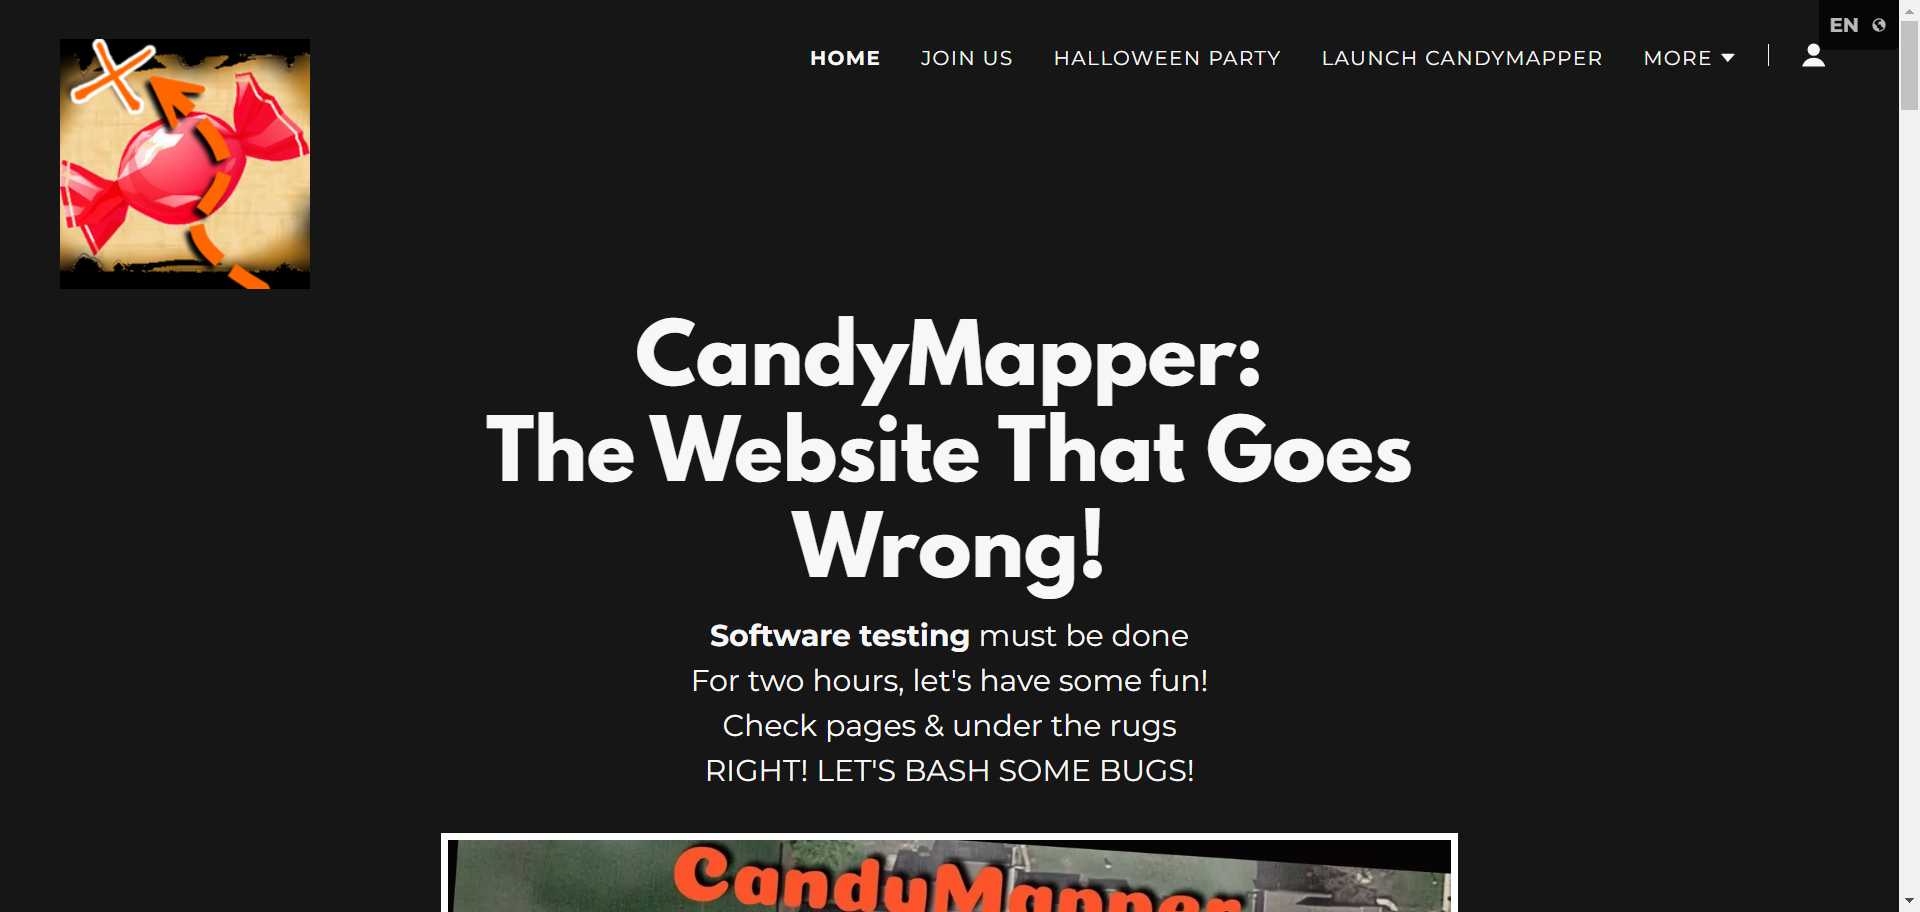 EN
HOME JOIN US HALLOWEEN PARTY LAUNCH CANDYMAPPER MORE
CandyMapper:
The Website That Goes
Wrong!
Software testing must be done
For two hours, let's have some fun!
Check pages & under the rugs
RIGHT! LET'S BASH SOME BUGS!
CandyMapper